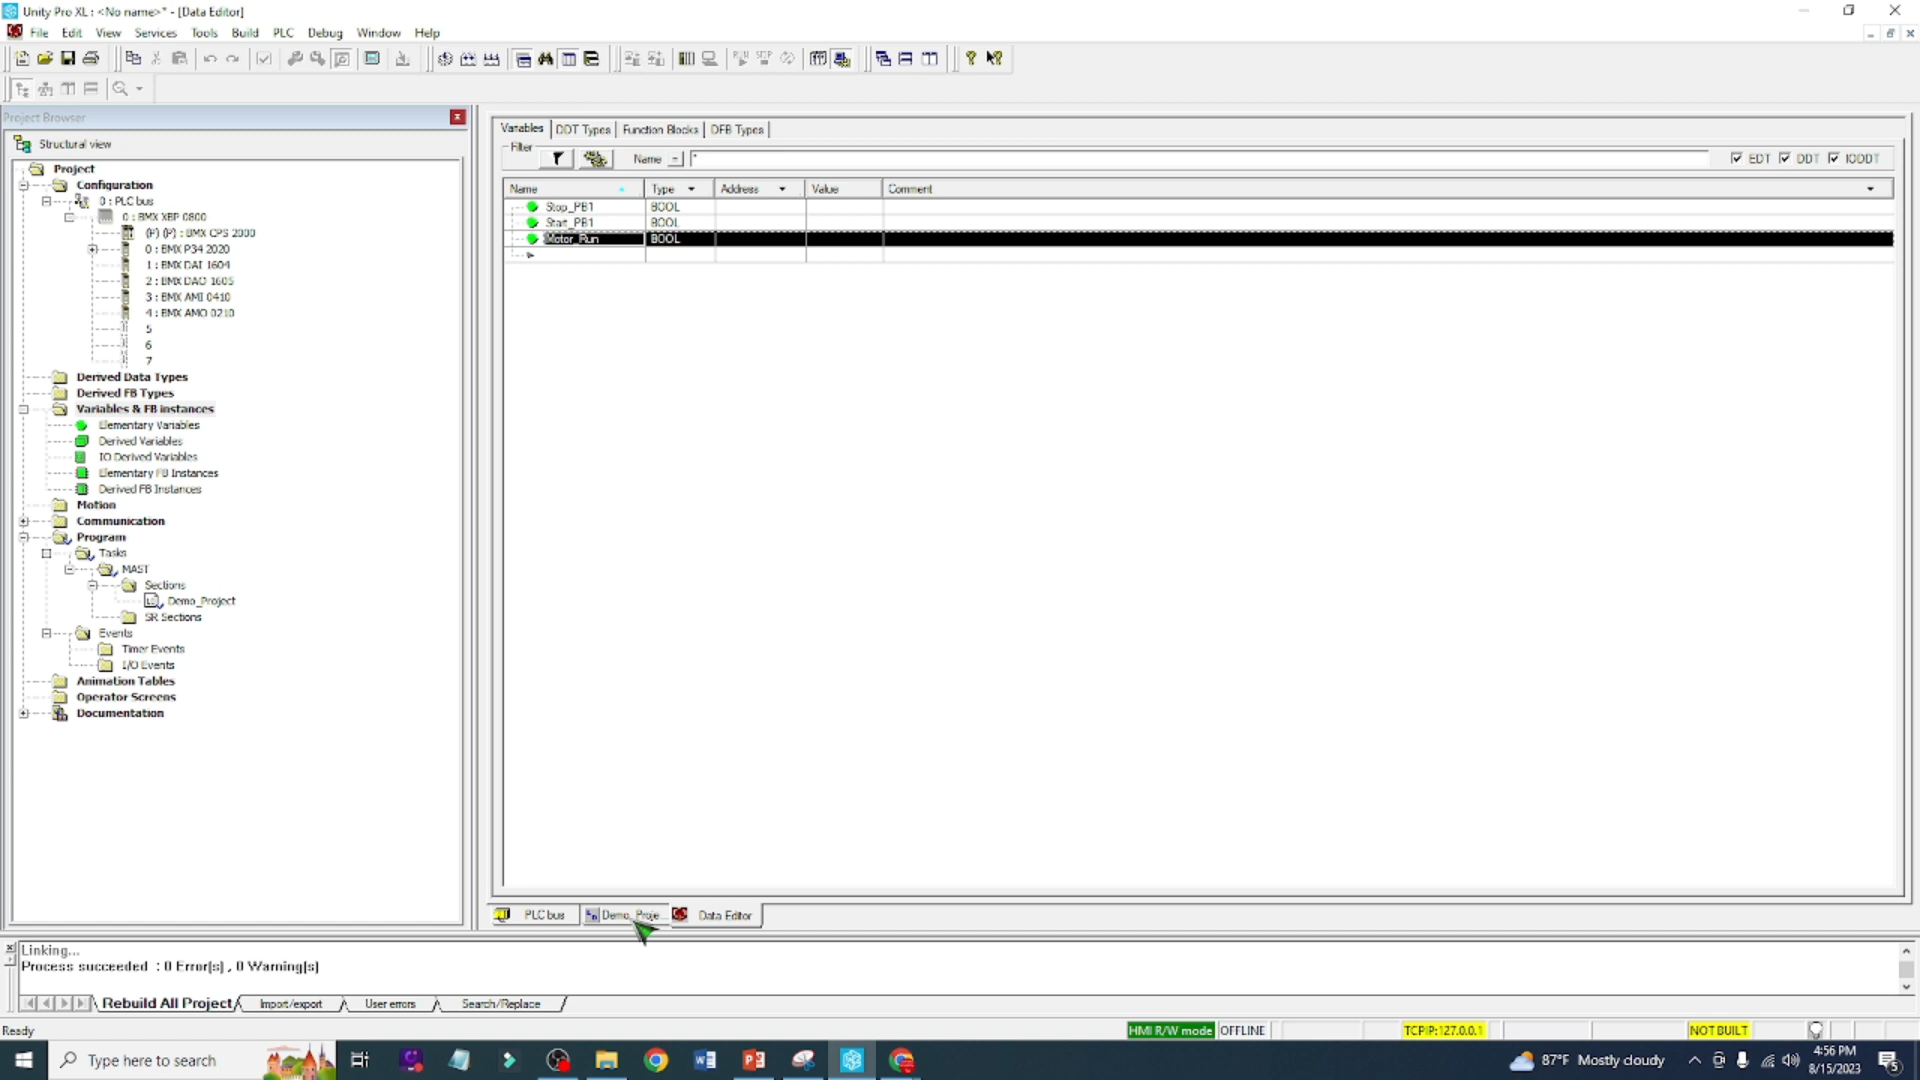 Unity Pro XL : <No name>* - [Data Editor]
File Edit View Services Tools Build PLC Debug Window Help
Project Browser
Structural view
Project
Configuration
0 : PLC bus
0 : BMX XBP 0800
(P) (P) : BMX CPS 2000
0 : BMX P34 2020
1 : BMX DAI 1604
2 : BMX DAO 1605
3 : BMX AMI 0410
4 : BMX AMO 0210
5
6
7
Derived Data Types
Derived FB Types
Variables & FB instances
Elementary Variables
Derived Variables
IO Derived Variables
Elementary FB Instances
Derived FB Instances
Motion
Communication
Program
Tasks
MAST
Sections
Demo_Project
SR Sections
Events
Timer Events
I/O Events
Animation Tables
Operator Screens
Documentation
Variables DDT Types Function Blocks DFB Types
Filter
Name = * EDT DDT IODDT
Name Type Address Value Comment
Stop_PB1 BOOL
Start_PB1 BOOL
Motor_Run BOOL
PLC bus Demo_Proje... Data Editor
Linking...
Process succeeded : 0 Error(s) , 0 Warning(s)
Rebuild All Project Import/export User errors Search/Replace
Ready HMI R/W mode OFFLINE TCPIP:127.0.0.1 NOT BUILT
Type here to search 87°F Mostly cloudy 4:56 PM
8/15/2023 5